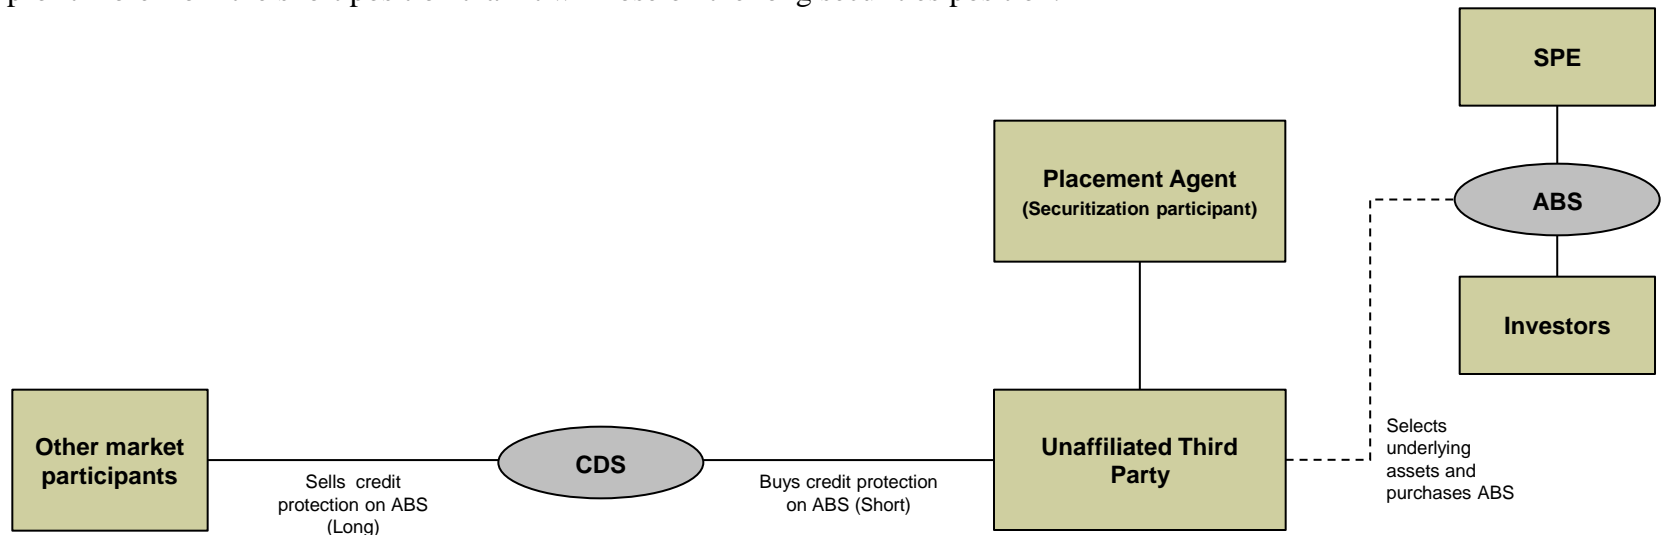 SPE
Placement Agent
(Securitization participant)
ABS
Investors
Other market
participants
Sells credit
protection on ABS
(Long)
CDS
Buys credit protection
on ABS (Short)
Unaffiliated Third
Party
Selects
underlying
assets and
purchases ABS